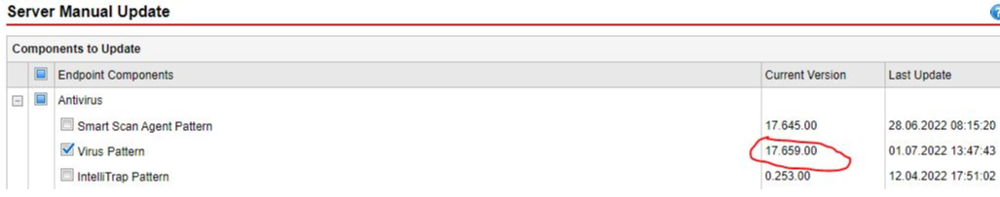 Server Manual Update
Components to Update
Endpoint Components Current Version Last Update
Antivirus
Smart Scan Agent Pattern 17.645.00 28.06.2022 08:15:20
Virus Pattern 17.659.00 01.07.2022 13:47:43
IntelliTrap Pattern 0.253.00 12.04.2022 17:51:02